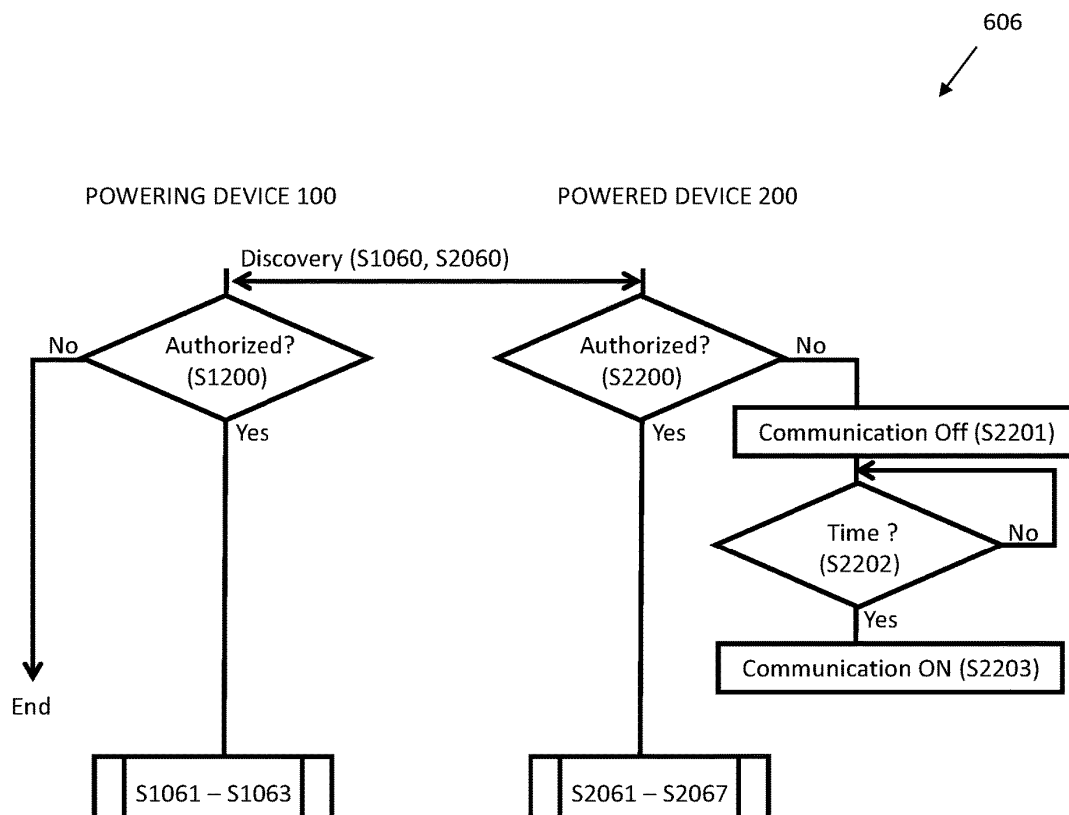 606
POWERING DEVICE 100
POWERED DEVICE 200
Discovery (S1060, S2060)
No
Authorized?
(S1200)
Yes
Authorized?
(S2200)
No
Yes
Communication Off (S2201)
Time ?
(S2202)
No
Yes
Communication ON (S2203)
End
S1061 – S1063
S2061 – S2067